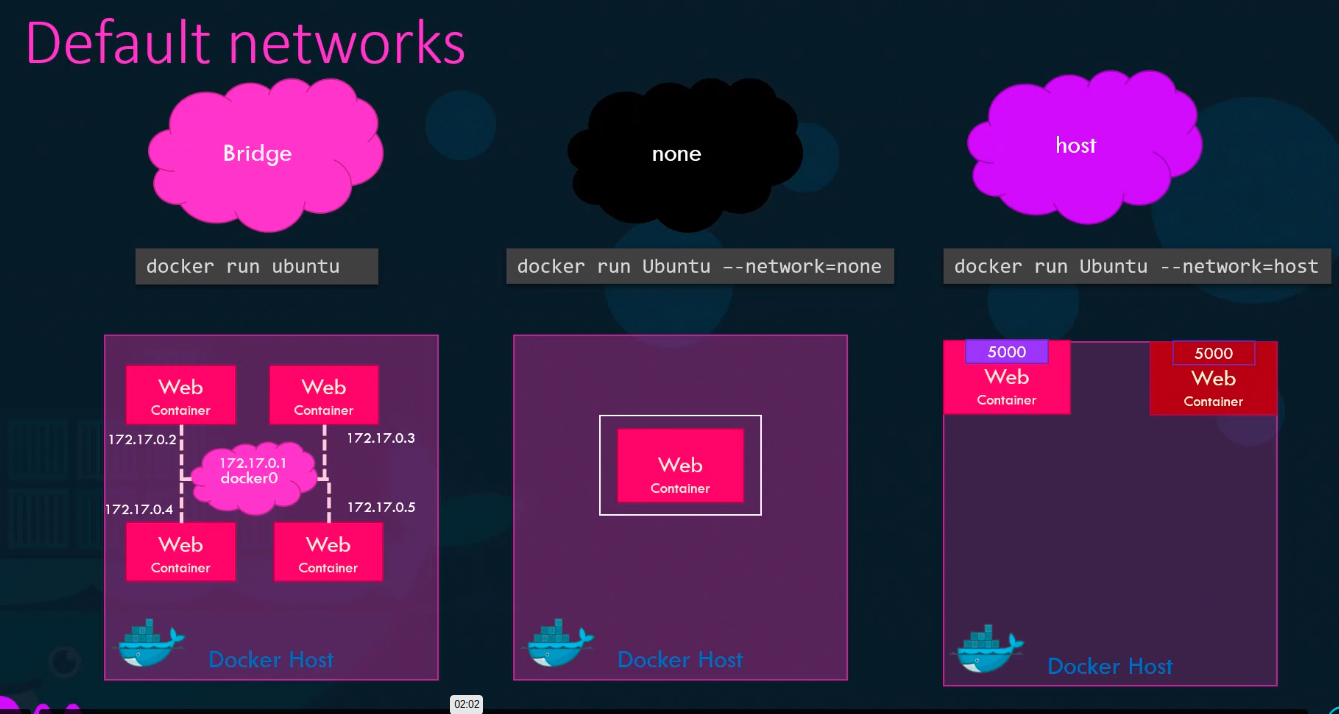 Default networks
Bridge
none
host
docker run ubuntu
docker run Ubuntu --network=none
docker run Ubuntu --network=host
Web
Container
Web
Container
172.17.0.2
172.17.0.3
172.17.0.1
docker0
172.17.0.4
172.17.0.5
Web
Container
Web
Container
Docker Host
Web
Container
Docker Host
5000
Web
Container
5000
Web
Container
Docker Host
02:02